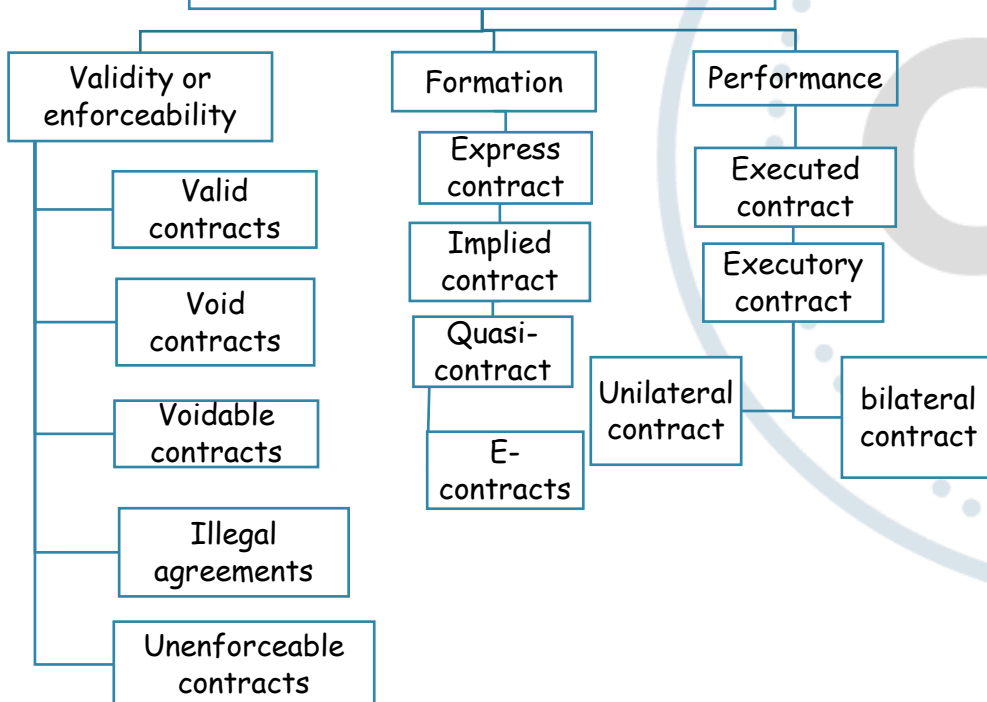 Validity or
enforceability
Valid
contracts
Void
contracts
Voidable
contracts
Illegal
agreements
Unenforceable
contracts
Formation
Express
contract
Implied
contract
Quasi-
contract
E-
contracts
Performance
Executed
contract
Executory
contract
Unilateral
contract
bilateral
contract